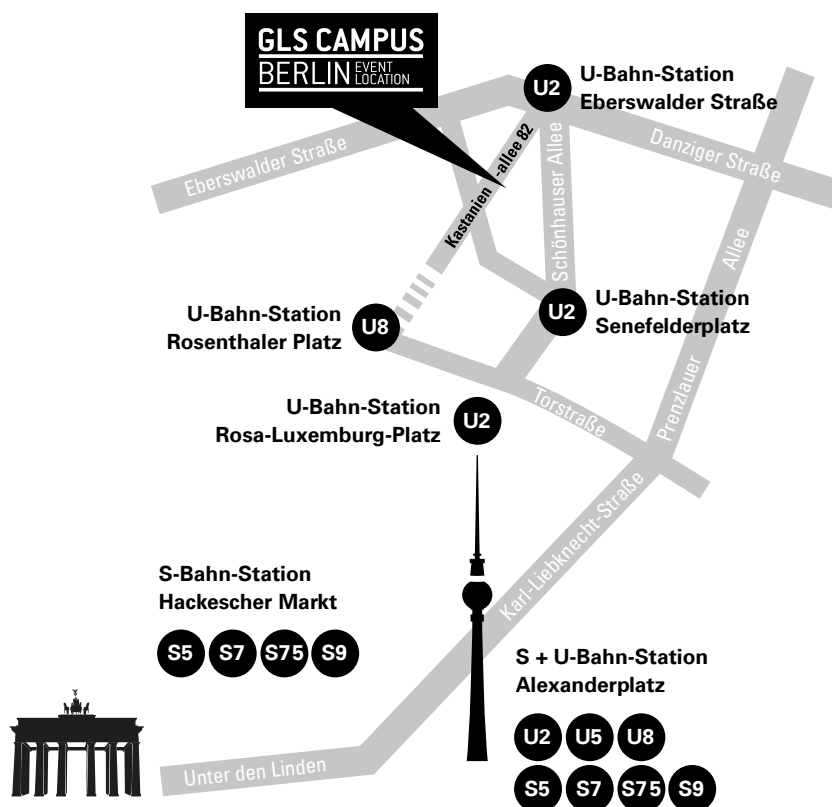 GLS CAMPUS
BERLIN EVENT LOCATION
U2
U-Bahn-Station
Eberswalder Straße
Eberswalder Straße
Kastanien -allee 82
Schönhauser Allee
Danziger Straße
Prenzlauer Allee
U-Bahn-Station
Rosenthaler Platz
U8
U2
U-Bahn-Station
Senefelderplatz
U-Bahn-Station
Rosa-Luxemburg-Platz
U2
Torstraße
Karl-Liebknecht-Straße
S-Bahn-Station
Hackescher Markt
S5 S7 S75 S9
S + U-Bahn-Station
Alexanderplatz
U2 U5 U8
S5 S7 S75 S9
Unter den Linden